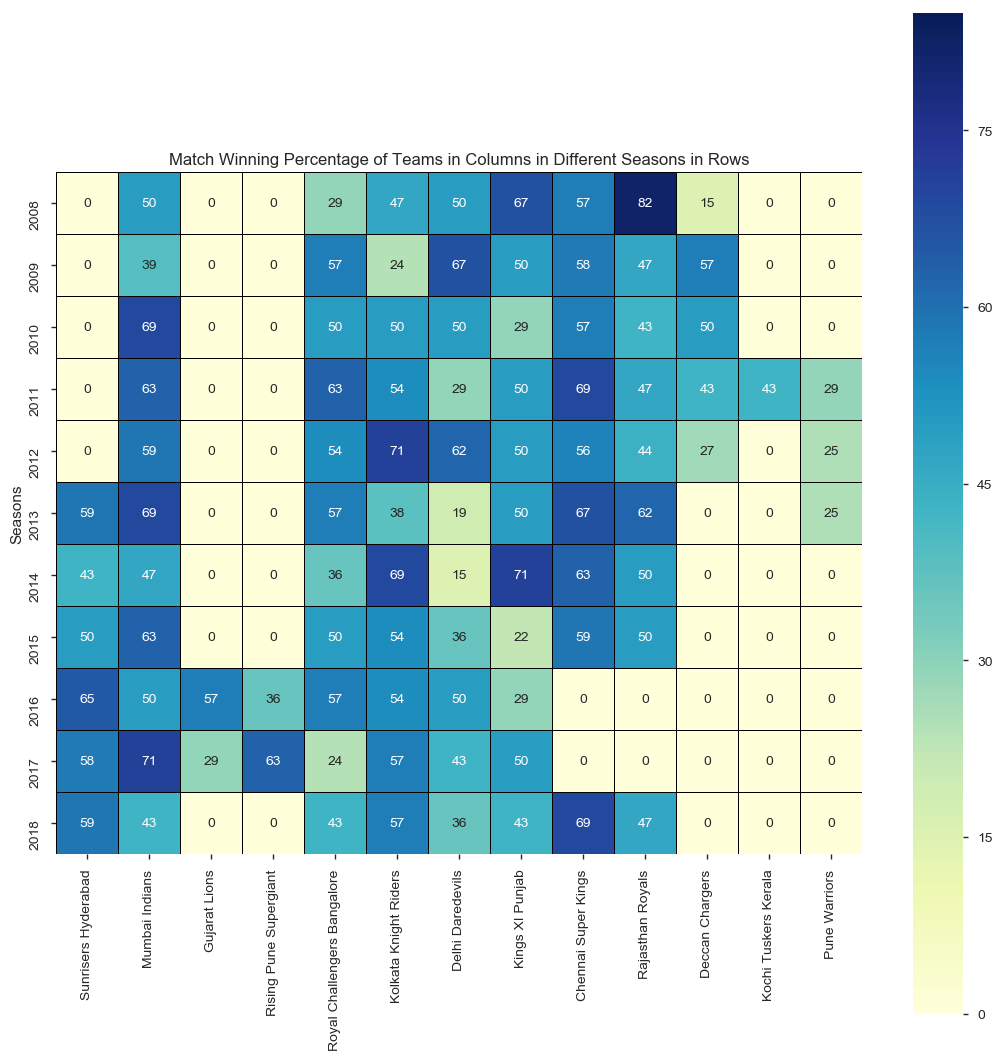 Match Winning Percentage of Teams in Columns in Different Seasons in Rows
Seasons
2008 0 50 0 0 29 47 50 67 57 82 15 0 0
2009 0 39 0 0 57 24 67 50 58 47 57 0 0
2010 0 69 0 0 50 50 50 29 57 43 50 0 0
2011 0 63 0 0 63 54 29 50 69 47 43 43 29
2012 0 59 0 0 54 71 62 50 56 44 27 0 25
2013 59 69 0 0 57 38 19 50 67 62 0 0 25
2014 43 47 0 0 36 69 15 71 63 50 0 0 0
2015 50 63 0 0 50 54 36 22 59 50 0 0 0
2016 65 50 57 36 57 54 50 29 0 0 0 0 0
2017 58 71 29 63 24 57 43 50 0 0 0 0 0
2018 59 43 0 0 43 57 36 43 69 47 0 0 0
Sunrisers Hyderabad
Mumbai Indians
Gujarat Lions
Rising Pune Supergiant
Royal Challengers Bangalore
Kolkata Knight Riders
Delhi Daredevils
Kings XI Punjab
Chennai Super Kings
Rajasthan Royals
Deccan Chargers
Kochi Tuskers Kerala
Pune Warriors
75
60
45
30
15
0